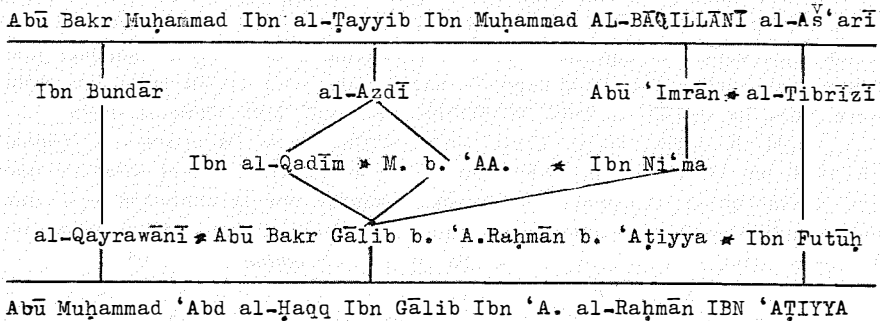 Abū Bakr Muḥammad Ibn al-Ṭayyib Ibn Muḥammad AL-BĀQILLĀNĪ al-Aš‘arī
Ibn Bundār al-Azdī Abū ‘Imrān * al-Tibrīzī
Ibn al-Qadīm * M. b. ‘AA. * Ibn Ni‘ma
al-Qayrawānī * Abū Bakr Gālib b. ‘A.Raḥmān b. ‘Aṭiyya * Ibn Futūḥ
Abū Muḥammad ‘Abd al-Ḥaqq Ibn Gālib Ibn ‘A. al-Raḥmān IBN ‘AṬIYYA